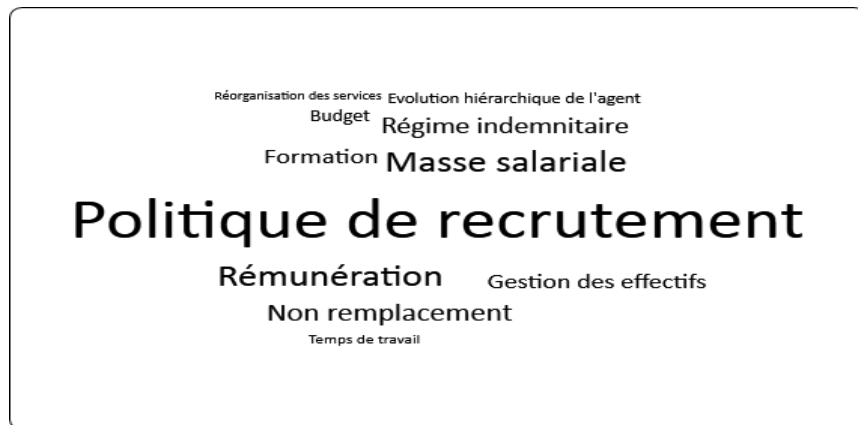 Réorganisation des services Evolution hiérarchique de l'agent
Budget Régime indemnitaire
Formation Masse salariale
Politique de recrutement
Rémunération Gestion des effectifs
Non remplacement
Temps de travail